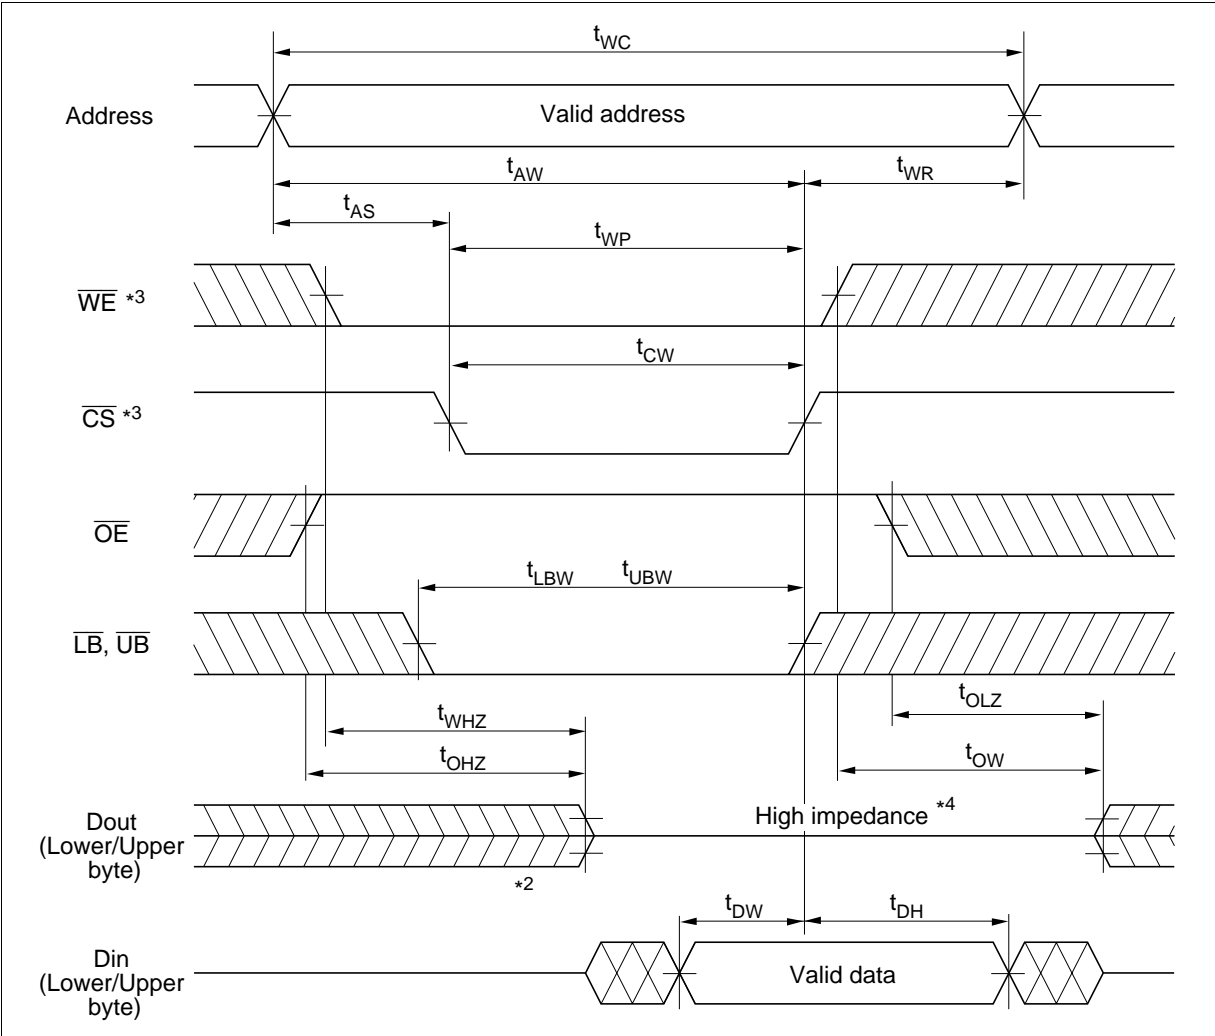 tWC
Address
Valid address
tAW
tWR
tAS
tWP
WE *3
tCW
CS *3
OE
tLBW tUBW
LB, UB
tOLZ
tWHZ
tOW
tOHZ
High impedance *4
Dout
(Lower/Upper
byte)
*2
tDW
tDH
Din
(Lower/Upper
byte)
Valid data